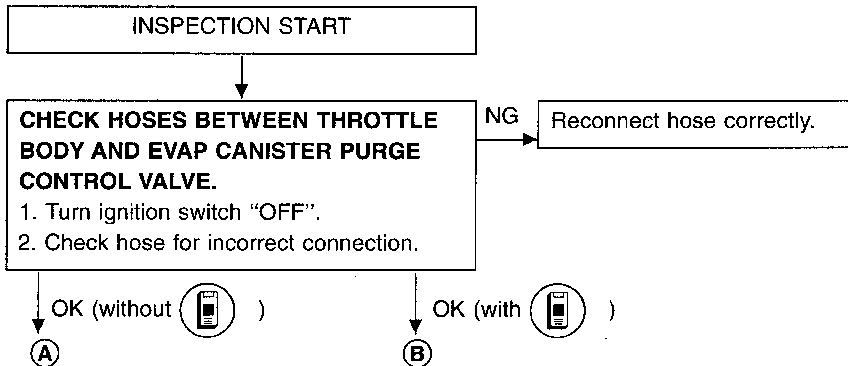 INSPECTION START
CHECK HOSES BETWEEN THROTTLE
BODY AND EVAP CANISTER PURGE
CONTROL VALVE.
1. Turn ignition switch “OFF”.
2. Check hose for incorrect connection.
NG
Reconnect hose correctly.
OK (without )
OK (with )
A
B